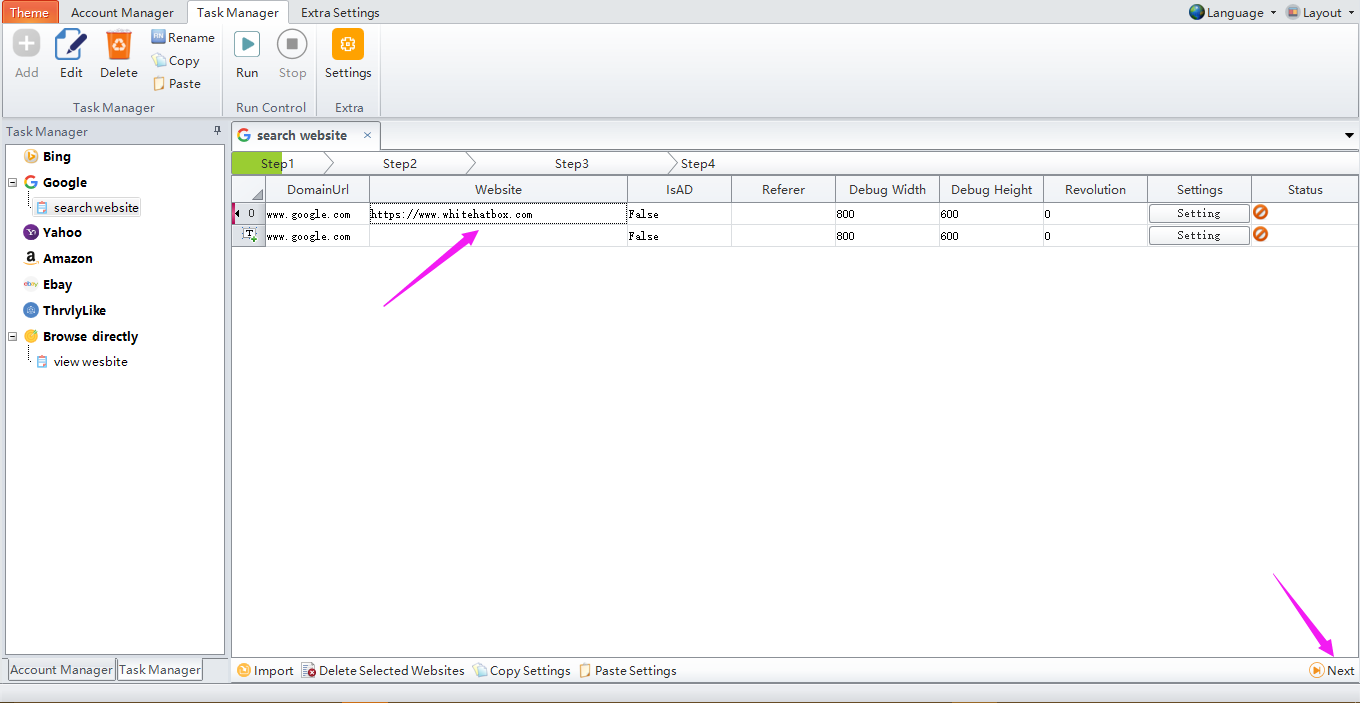 Theme Account Manager Task Manager Extra Settings Language Layout
Add Edit Delete Rename Copy Paste Run Stop Settings
Task Manager Run Control Extra
Task Manager
Bing
Google
search website
Yahoo
Amazon
Ebay
ThrvlyLike
Browse directly
view wesbite
Account Manager Task Manager
search website
Step1 Step2 Step3 Step4
DomainUrl Website IsAD Referer Debug Width Debug Height Revolution Settings Status
0 www.google.com https://www.whitehatbox.com False 800 600 0 Setting
www.google.com False 800 600 0 Setting
Import Delete Selected Websites Copy Settings Paste Settings Next